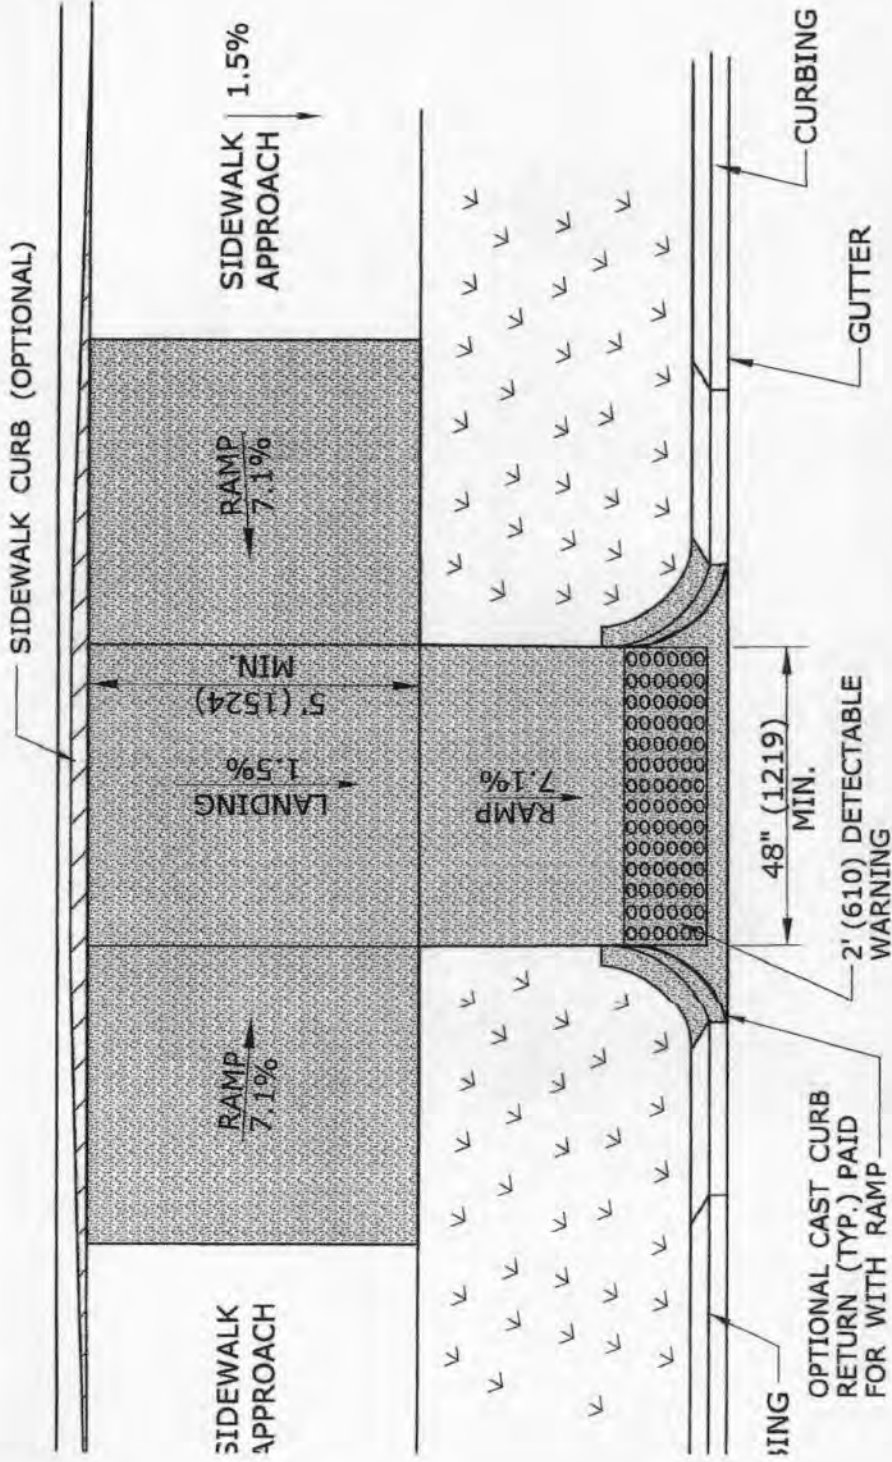 SIDEWALK CURB (OPTIONAL)
SIDEWALK
APPROACH
1.5%
RAMP
7.1%
5' (1524)
MIN.
LANDING
1.5%
RAMP
7.1%
RAMP
7.1%
SIDEWALK
APPROACH
48" (1219)
MIN.
CURBING
GUTTER
2' (610) DETECTABLE
WARNING
OPTIONAL CAST CURB
RETURN (TYP.) PAID
FOR WITH RAMP
BING